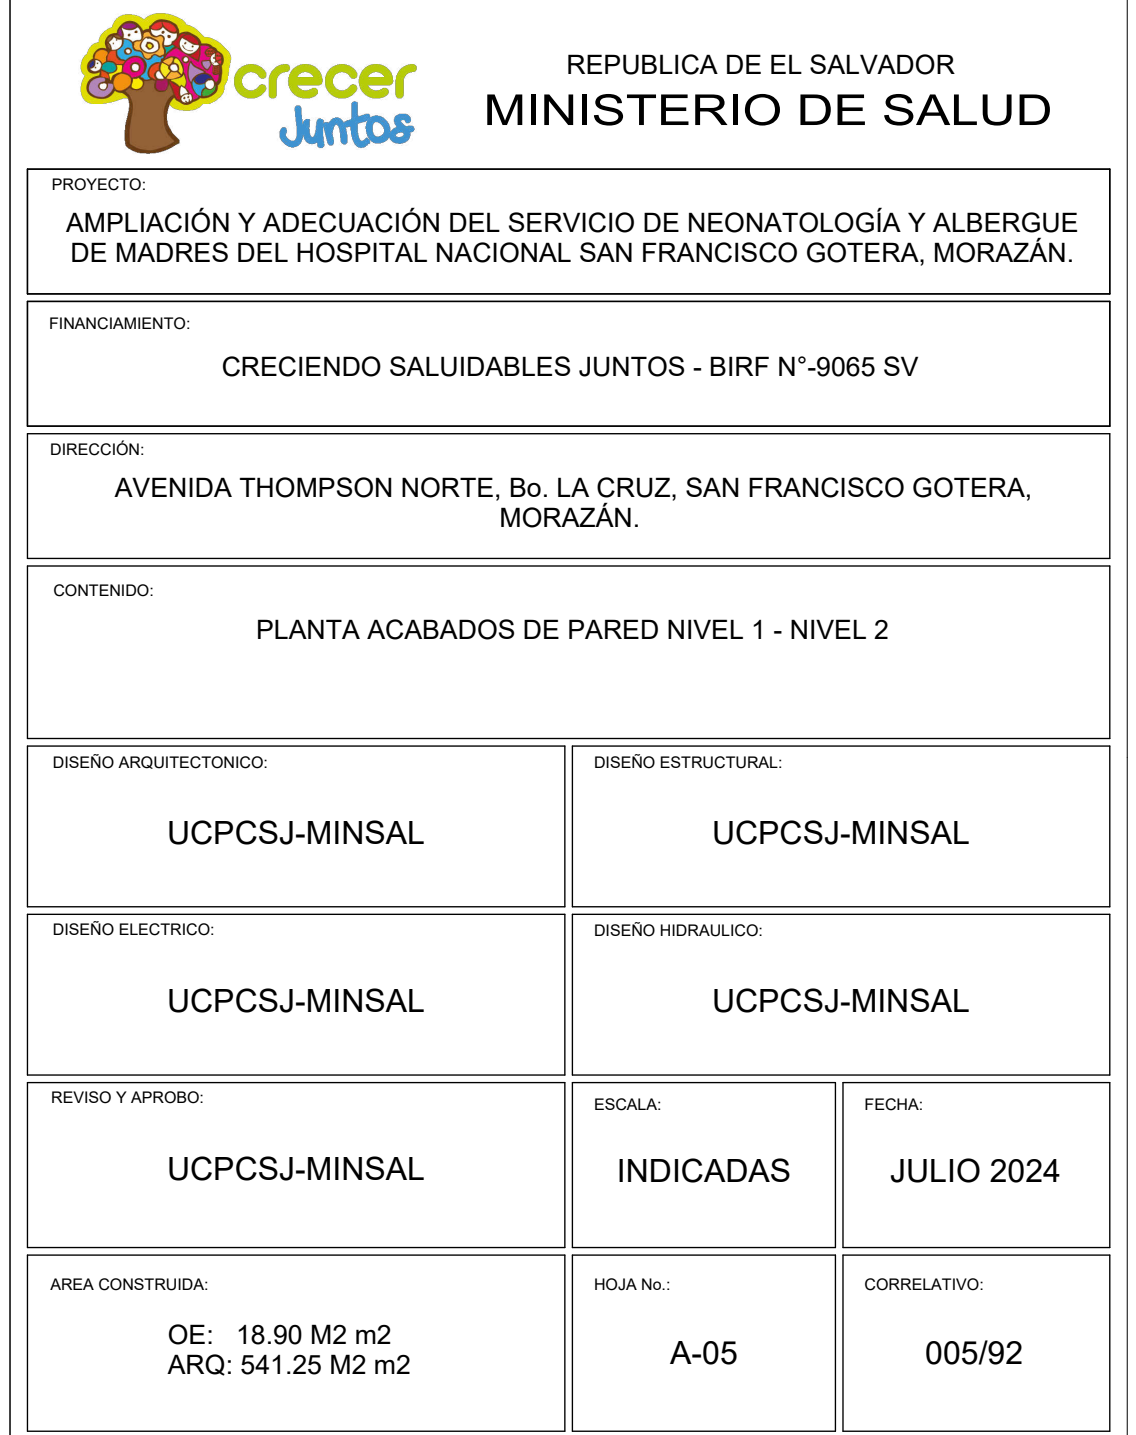 crecer
Juntos
REPUBLICA DE EL SALVADOR
MINISTERIO DE SALUD
PROYECTO:
AMPLIACIÓN Y ADECUACIÓN DEL SERVICIO DE NEONATOLOGÍA Y ALBERGUE
DE MADRES DEL HOSPITAL NACIONAL SAN FRANCISCO GOTERA, MORAZÁN.
FINANCIAMIENTO:
CRECIENDO SALUIDABLES JUNTOS - BIRF N°-9065 SV
DIRECCIÓN:
AVENIDA THOMPSON NORTE, Bo. LA CRUZ, SAN FRANCISCO GOTERA,
MORAZÁN.
CONTENIDO:
PLANTA ACABADOS DE PARED NIVEL 1 - NIVEL 2
DISEÑO ARQUITECTONICO:
UCPCSJ-MINSAL
DISEÑO ESTRUCTURAL:
UCPCSJ-MINSAL
DISEÑO ELECTRICO:
UCPCSJ-MINSAL
DISEÑO HIDRAULICO:
UCPCSJ-MINSAL
REVISO Y APROBO:
UCPCSJ-MINSAL
ESCALA:
INDICADAS
FECHA:
JULIO 2024
AREA CONSTRUIDA:
OE: 18.90 M2 m2
ARQ: 541.25 M2 m2
HOJA No.:
A-05
CORRELATIVO:
005/92